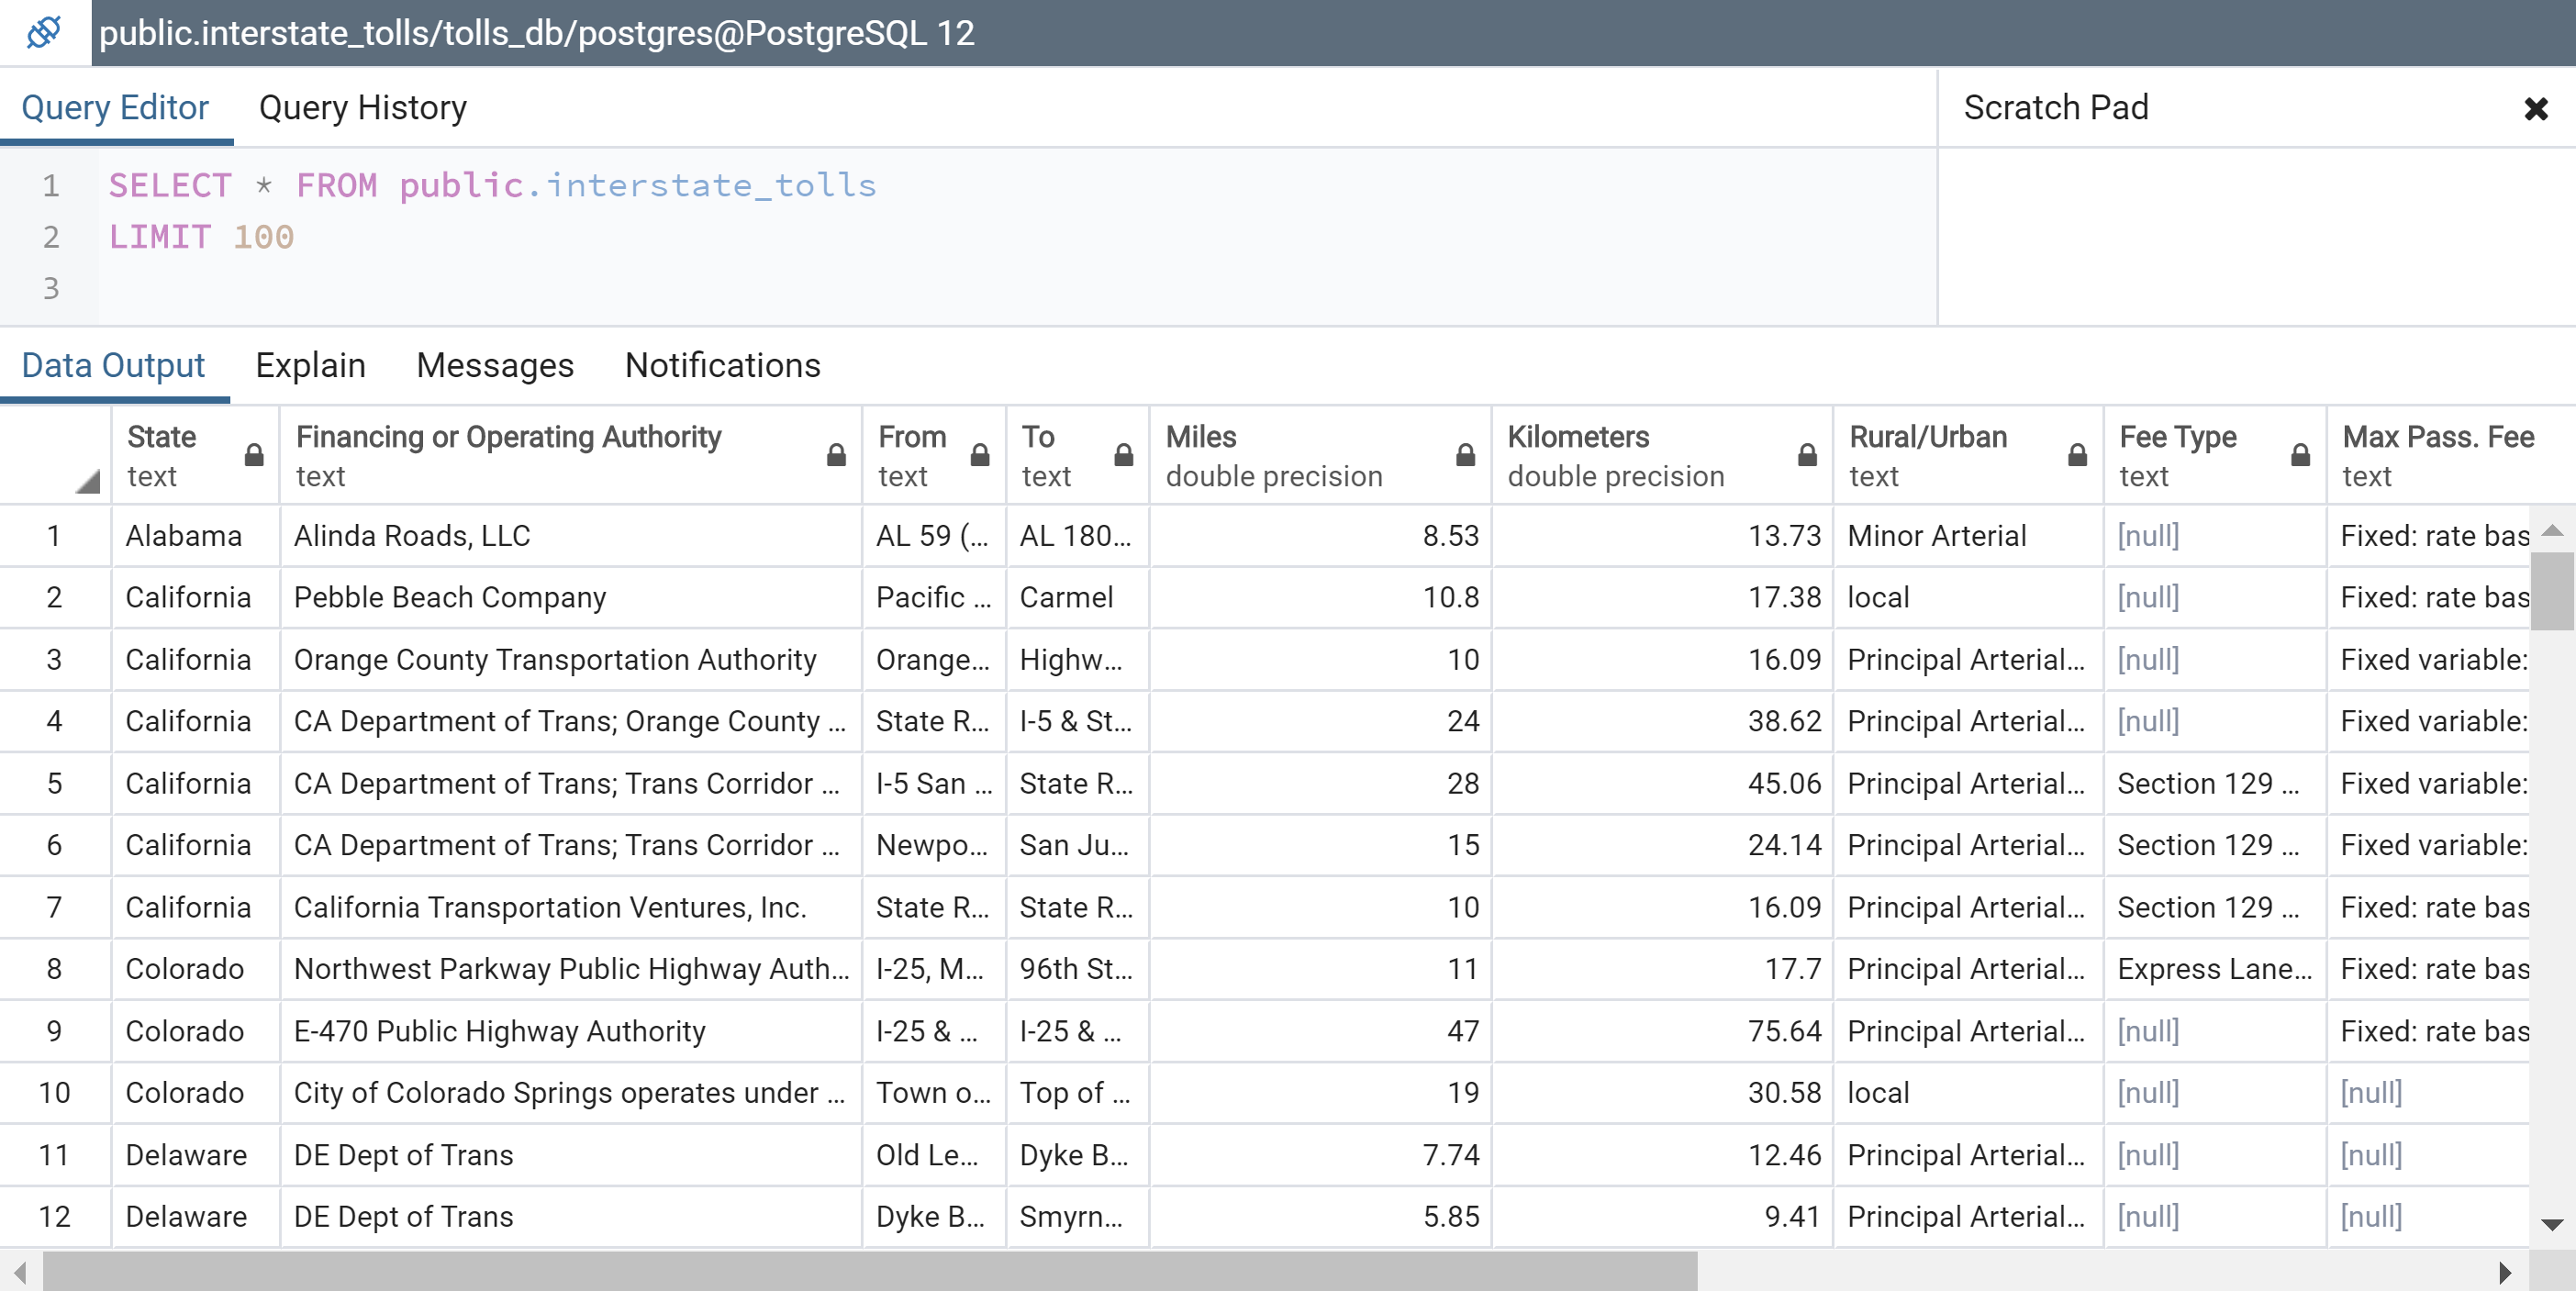 public.interstate_tolls/tolls_db/postgres@PostgreSQL 12
Query Editor Query History Scratch Pad
1 SELECT * FROM public.interstate_tolls
2 LIMIT 100
3
Data Output Explain Messages Notifications
State Financing or Operating Authority From To Miles Kilometers Rural/Urban Fee Type Max Pass. Fee
text text text text double precision double precision text text text
1 Alabama Alinda Roads, LLC AL 59 (... AL 180... 8.53 13.73 Minor Arterial [null] Fixed: rate bas
2 California Pebble Beach Company Pacific ... Carmel 10.8 17.38 local [null] Fixed: rate bas
3 California Orange County Transportation Authority Orange... Highw... 10 16.09 Principal Arterial... [null] Fixed variable:
4 California CA Department of Trans; Orange County ... State R... I-5 & St... 24 38.62 Principal Arterial... [null] Fixed variable:
5 California CA Department of Trans; Trans Corridor ... I-5 San ... State R... 28 45.06 Principal Arterial... Section 129 ... Fixed variable:
6 California CA Department of Trans; Trans Corridor ... Newpo... San Ju... 15 24.14 Principal Arterial... Section 129 ... Fixed variable:
7 California California Transportation Ventures, Inc. State R... State R... 10 16.09 Principal Arterial... Section 129 ... Fixed: rate bas
8 Colorado Northwest Parkway Public Highway Auth... I-25, M... 96th St... 11 17.7 Principal Arterial... Express Lane... Fixed: rate bas
9 Colorado E-470 Public Highway Authority I-25 & ... I-25 & ... 47 75.64 Principal Arterial... [null] Fixed: rate bas
10 Colorado City of Colorado Springs operates under ... Town o... Top of ... 19 30.58 local [null] [null]
11 Delaware DE Dept of Trans Old Le... Dyke B... 7.74 12.46 Principal Arterial... [null] [null]
12 Delaware DE Dept of Trans Dyke B... Smyrn... 5.85 9.41 Principal Arterial... [null] [null]